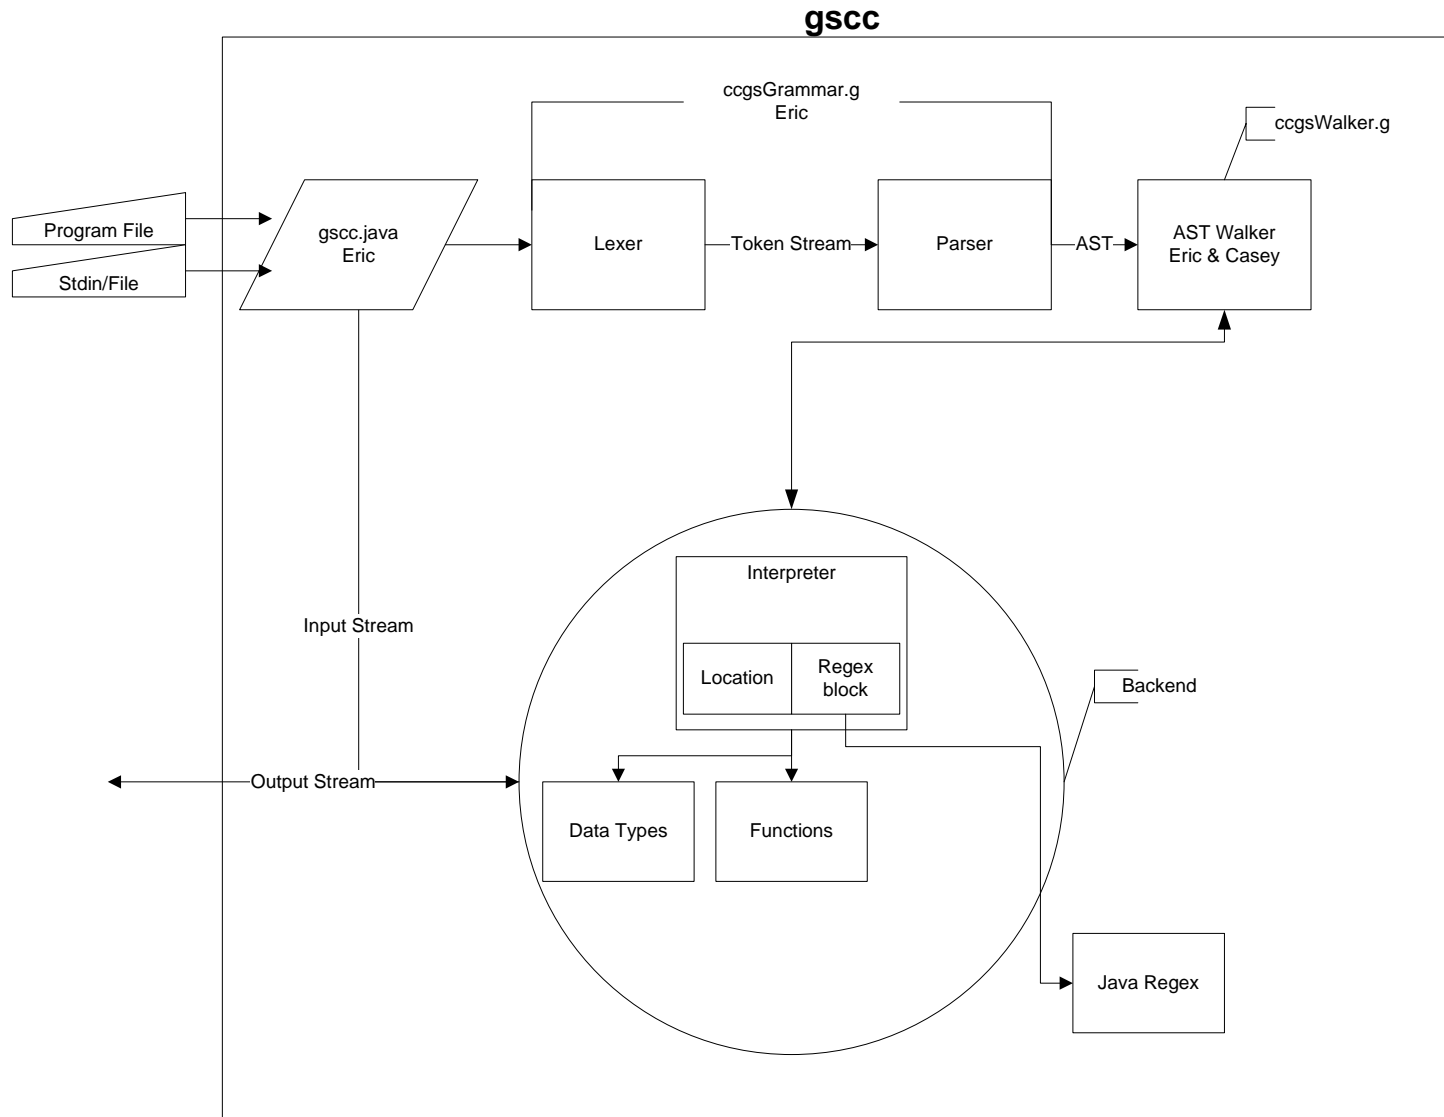 gscc
ccgsGrammar.g
Eric
ccgsWalker.g
Program File
Stdin/File
gscc.java
Eric
Lexer
Token Stream
Parser
AST
AST Walker
Eric & Casey
Interpreter
Location
Regex
block
Input Stream
Backend
Output Stream
Data Types
Functions
Java Regex